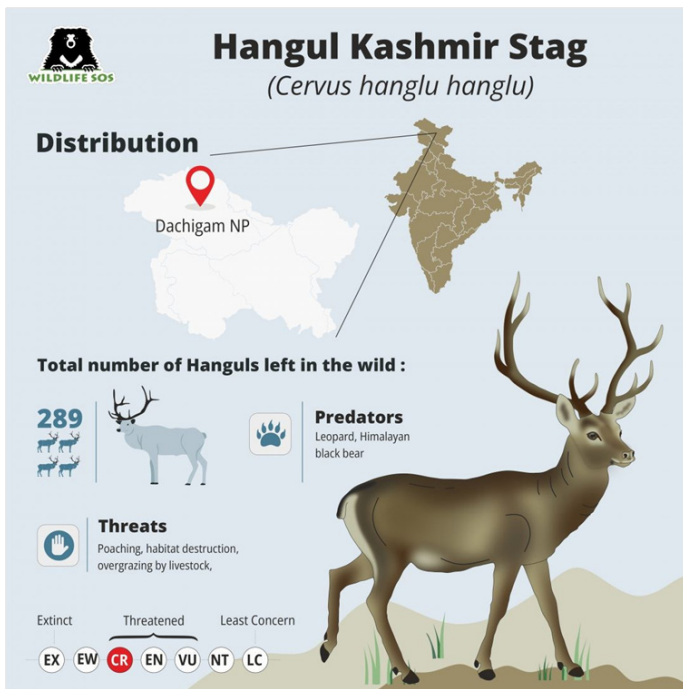 WILDLIFE SOS
Hangul Kashmir Stag
(Cervus hanglu hanglu)
Distribution
Dachigam NP
Total number of Hanguls left in the wild :
289
Predators
Leopard, Himalayan
black bear
Threats
Poaching, habitat destruction,
overgrazing by livestock,
Extinct Threatened Least Concern
EX EW CR EN VU NT LC